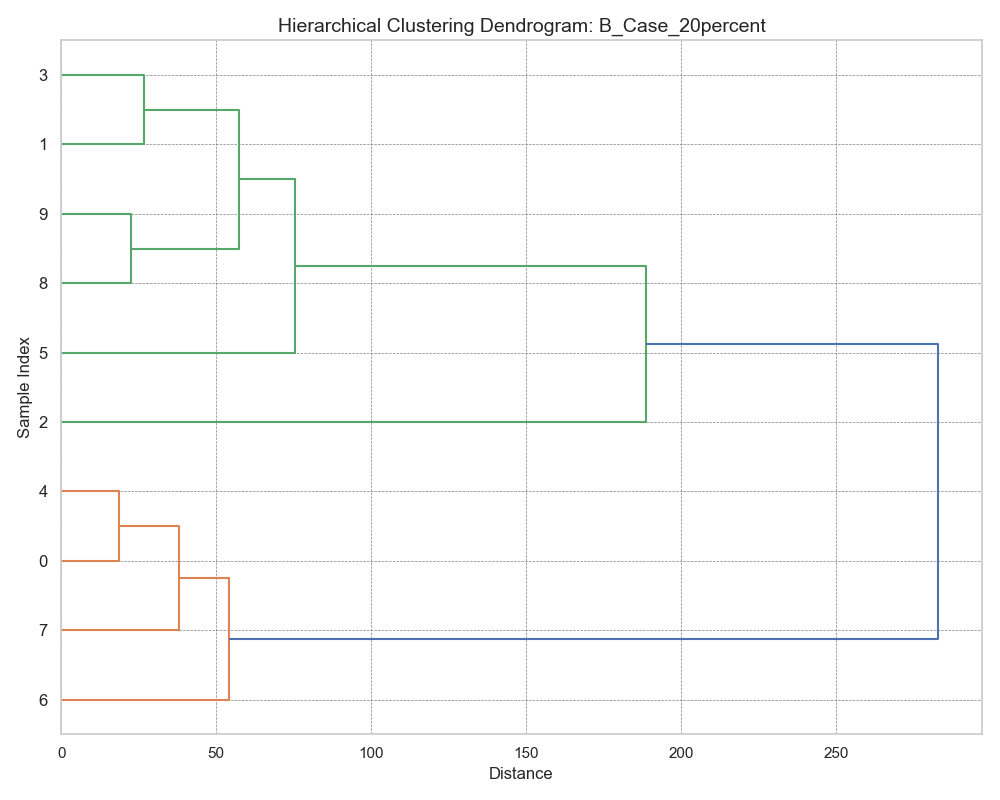 Hierarchical Clustering Dendrogram: B_Case_20percent
3
1
9
8
5
2
4
0
7
6
Sample Index
0 50 100 150 200 250
Distance